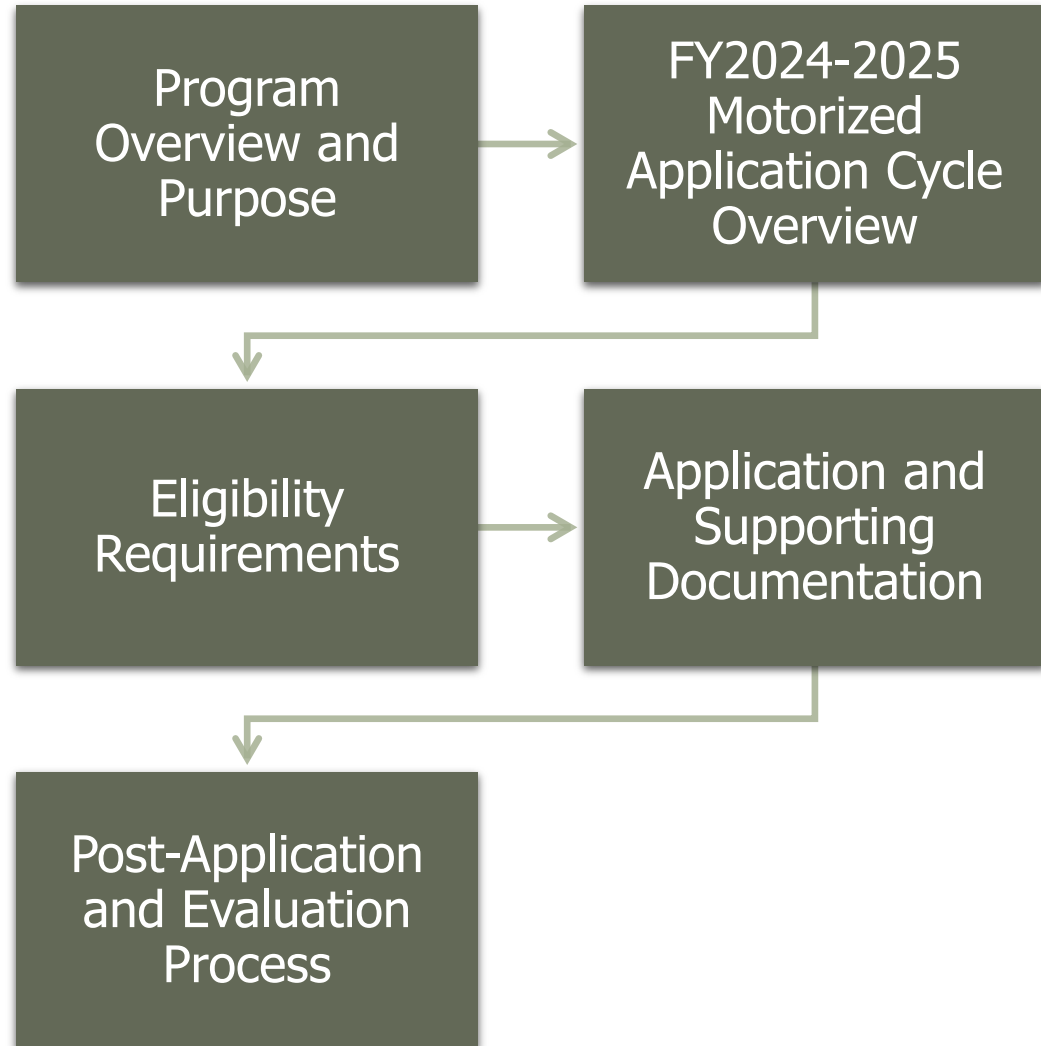 Program
Overview and
Purpose
FY2024-2025
Motorized
Application Cycle
Overview
Eligibility
Requirements
Application and
Supporting
Documentation
Post-Application
and Evaluation
Process